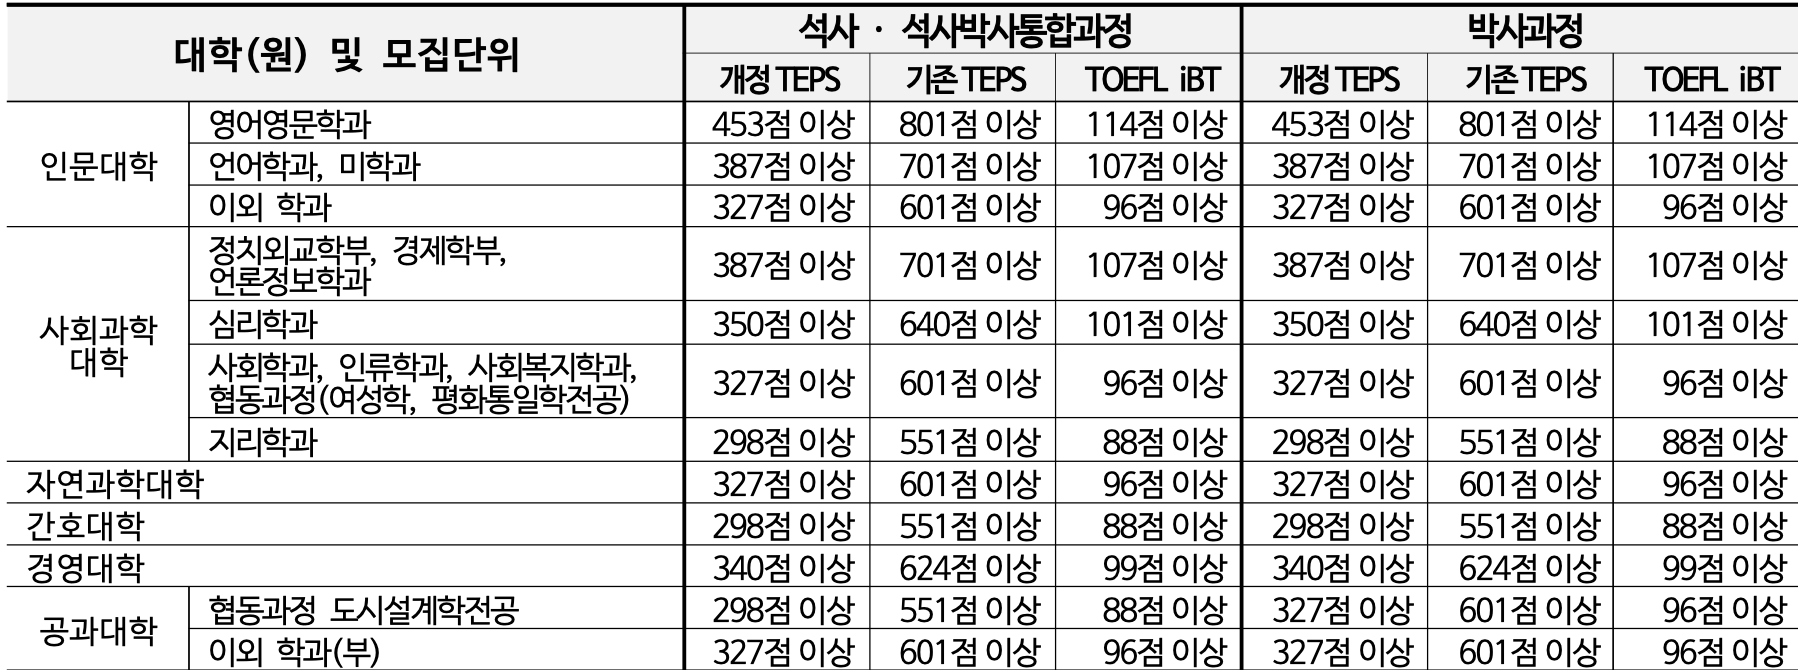 대학(원) 및 모집단위 석사 · 석사박사통합과정 박사과정
개정 TEPS 기존 TEPS TOEFL iBT 개정 TEPS 기존 TEPS TOEFL iBT
인문대학
영어영문학과 453점 이상 801점 이상 114점 이상 453점 이상 801점 이상 114점 이상
언어학과, 미학과 387점 이상 701점 이상 107점 이상 387점 이상 701점 이상 107점 이상
이외 학과 327점 이상 601점 이상 96점 이상 327점 이상 601점 이상 96점 이상
사회과학
대학
정치외교학부, 경제학부,
언론정보학과 387점 이상 701점 이상 107점 이상 387점 이상 701점 이상 107점 이상
심리학과 350점 이상 640점 이상 101점 이상 350점 이상 640점 이상 101점 이상
사회학과, 인류학과, 사회복지학과,
협동과정(여성학, 평화통일학전공) 327점 이상 601점 이상 96점 이상 327점 이상 601점 이상 96점 이상
지리학과 298점 이상 551점 이상 88점 이상 298점 이상 551점 이상 88점 이상
자연과학대학 327점 이상 601점 이상 96점 이상 327점 이상 601점 이상 96점 이상
간호대학 298점 이상 551점 이상 88점 이상 298점 이상 551점 이상 88점 이상
경영대학 340점 이상 624점 이상 99점 이상 340점 이상 624점 이상 99점 이상
공과대학
협동과정 도시설계학전공 298점 이상 551점 이상 88점 이상 327점 이상 601점 이상 96점 이상
이외 학과(부) 327점 이상 601점 이상 96점 이상 327점 이상 601점 이상 96점 이상